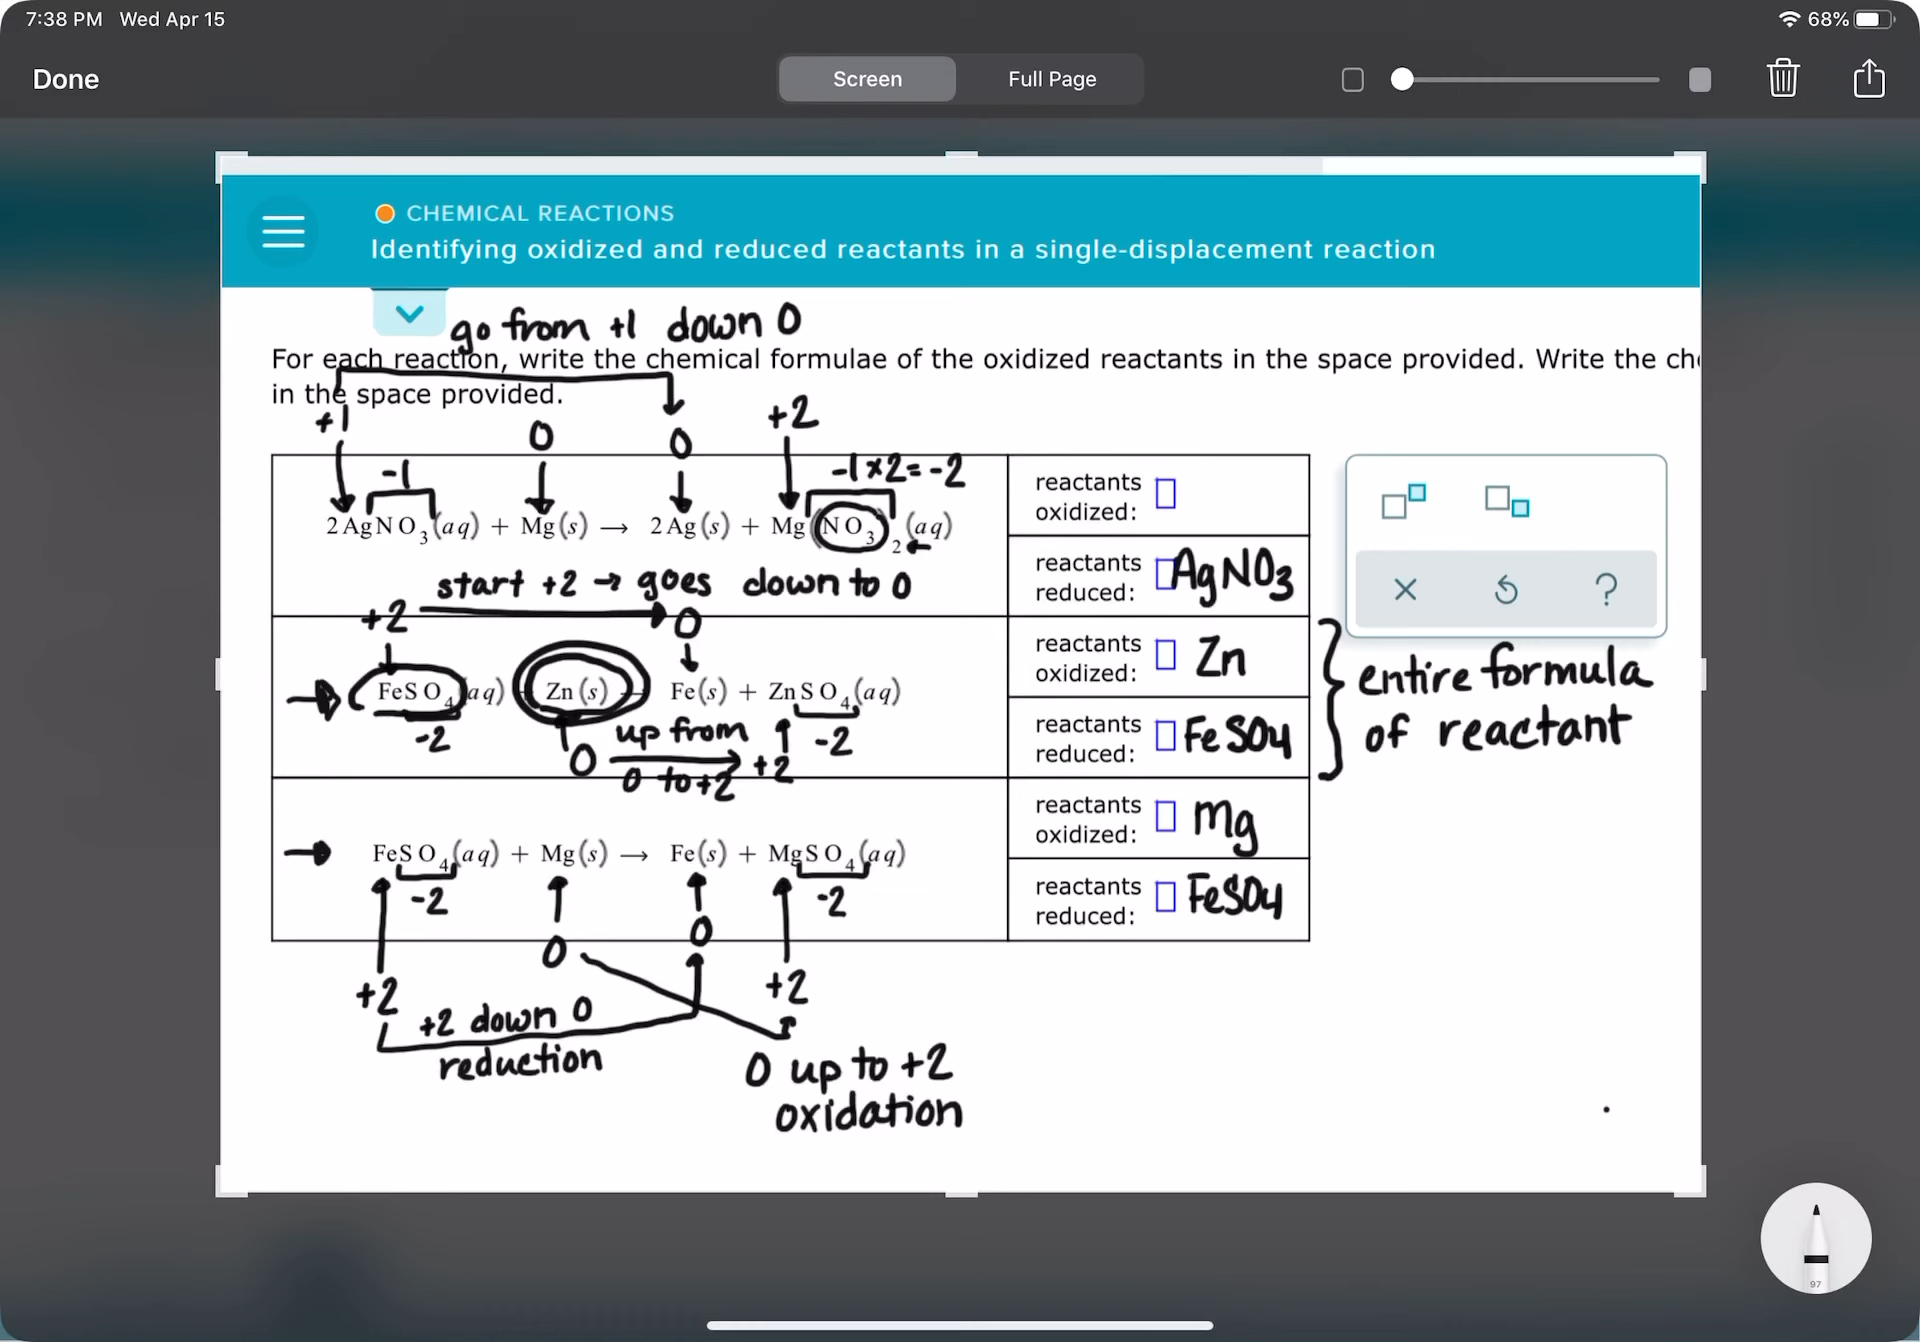 7:38 PM Wed Apr 15
68%
Done
Screen
Full Page
CHEMICAL REACTIONS
Identifying oxidized and reduced reactants in a single-displacement reaction
go from +1 down 0
For each reaction, write the chemical formulae of the oxidized reactants in the space provided. Write the ch
in the space provided.
+1
0
0
+2
-1
-1×2=-2
2AgNO₃(aq) + Mg(s) → 2Ag(s) + Mg(NO₃)₂(aq)
reactants oxidized:
start +2 → goes down to 0
reactants reduced: AgNO3
+2
0
FeSO₄(aq) Zn(s) Fe(s) + ZnSO₄(aq)
reactants oxidized: Zn
-2
0
up from
0 to +2
+2
-2
reactants reduced: FeSO4
} entire formula
of reactant
FeSO₄(aq) + Mg(s) → Fe(s) + MgSO₄(aq)
reactants oxidized: Mg
-2
0
0
-2
reactants reduced: FeSO4
+2
+2
+2 down 0
reduction
0 up to +2
oxidation
97